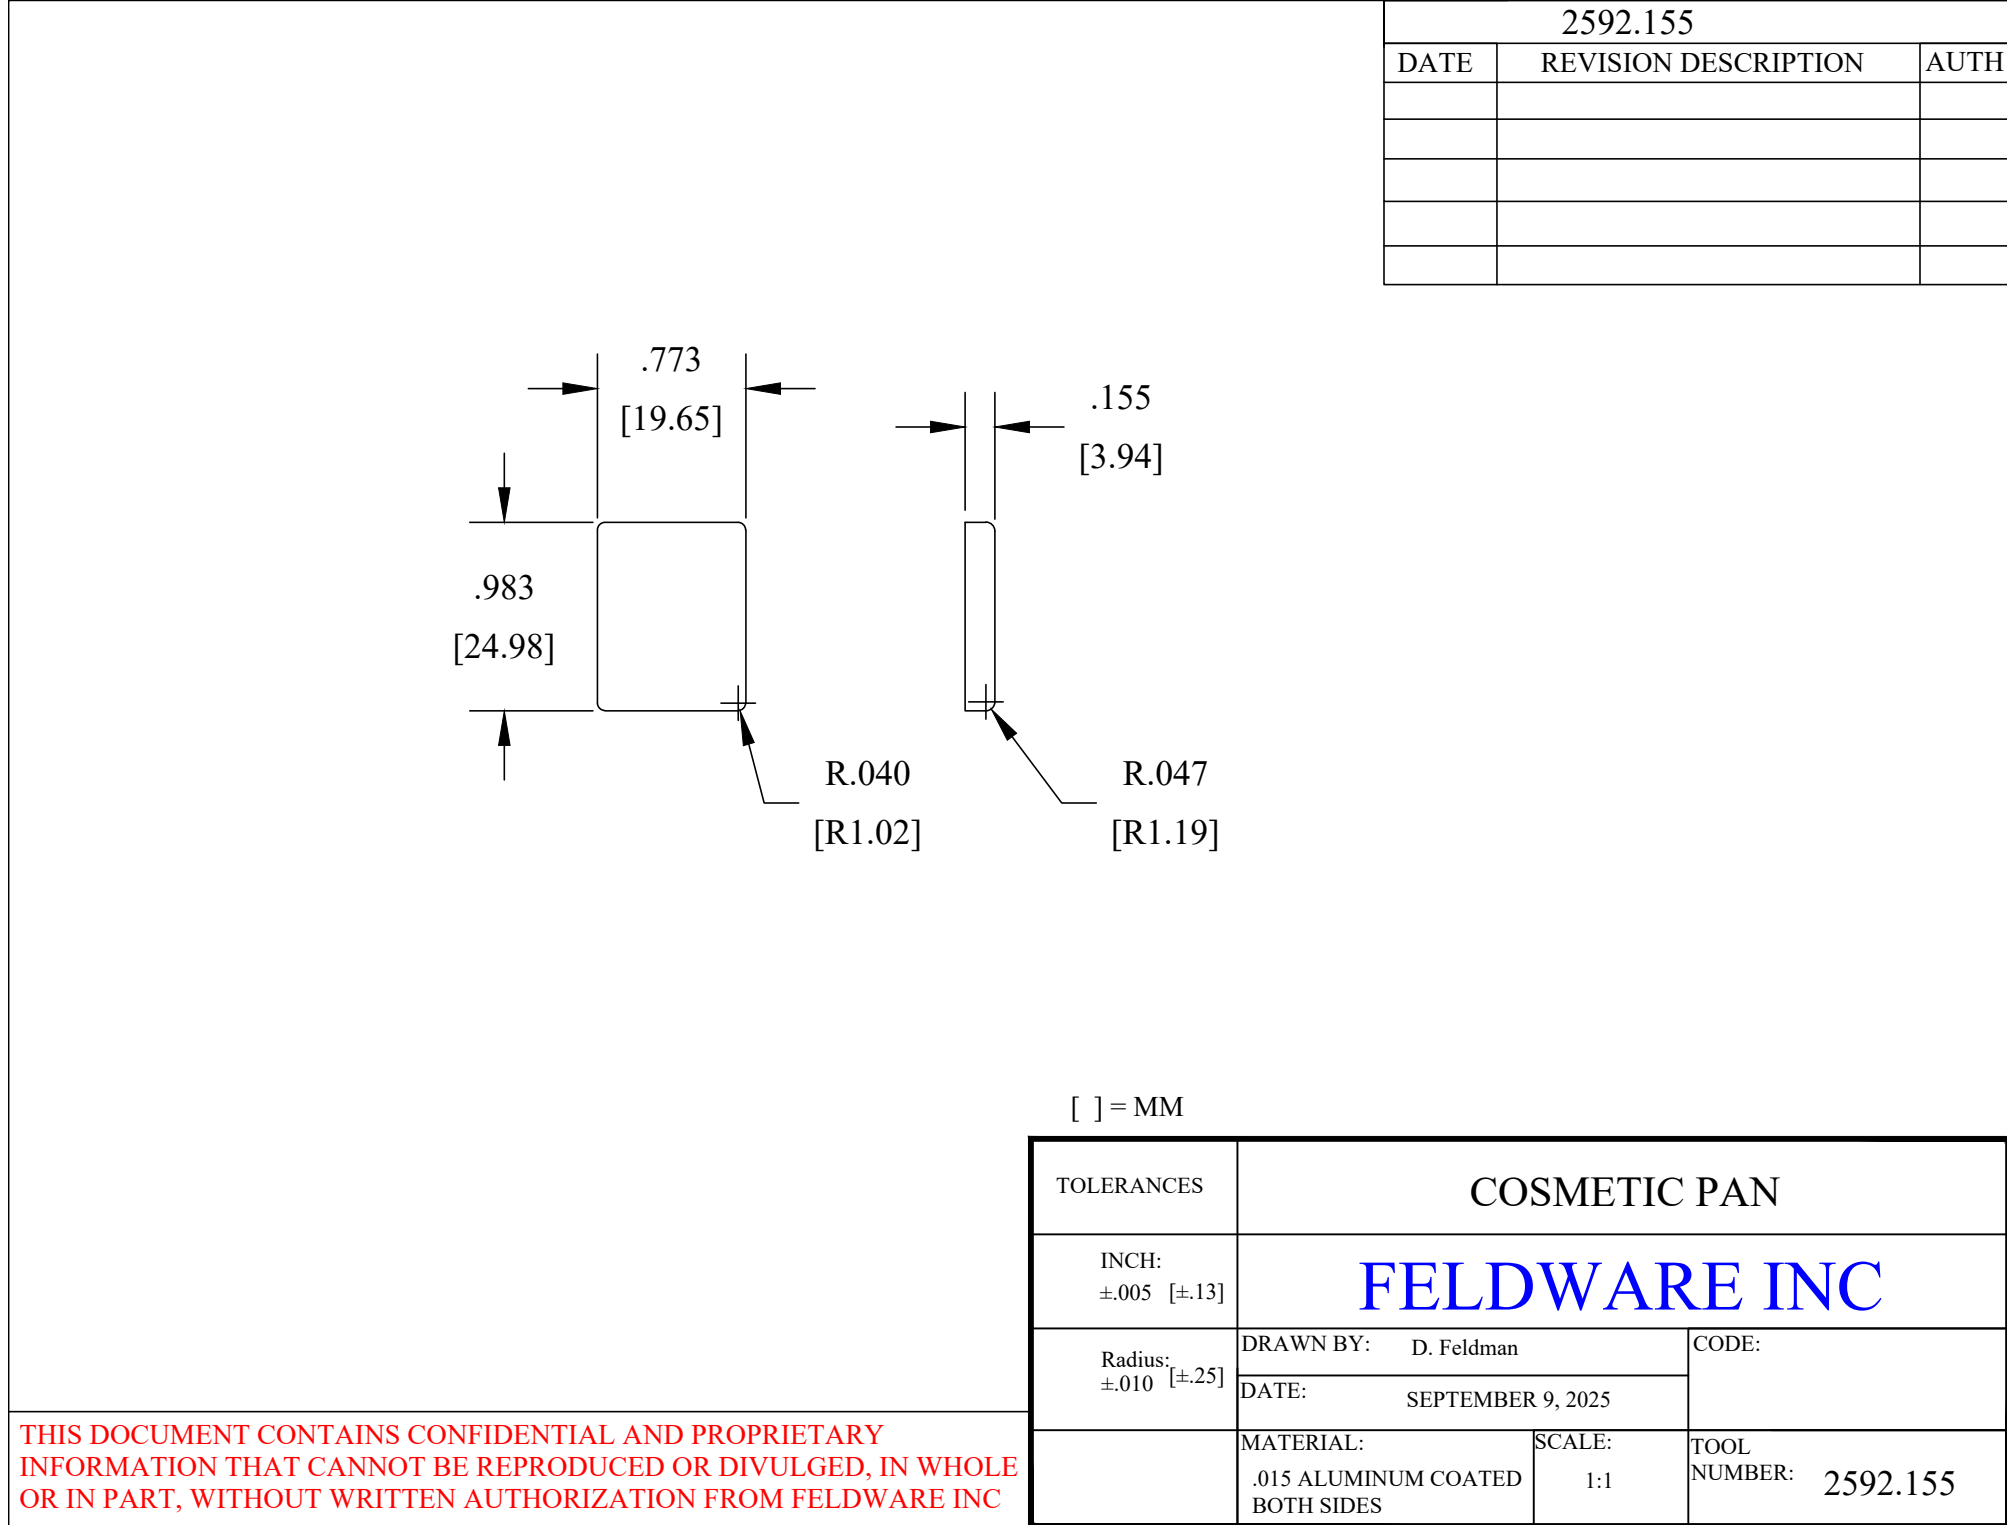 2592.155
DATE REVISION DESCRIPTION AUTH
.773
[19.65]
.155
[3.94]
.983
[24.98]
R.040
[R1.02]
R.047
[R1.19]
[ ] = MM
TOLERANCES
COSMETIC PAN
INCH:
±.005 [±.13]
FELDWARE INC
Radius:
±.010 [±.25]
DRAWN BY: D. Feldman
CODE:
DATE: SEPTEMBER 9, 2025
MATERIAL:
.015 ALUMINUM COATED
BOTH SIDES
SCALE:
1:1
TOOL
NUMBER: 2592.155
THIS DOCUMENT CONTAINS CONFIDENTIAL AND PROPRIETARY
INFORMATION THAT CANNOT BE REPRODUCED OR DIVULGED, IN WHOLE
OR IN PART, WITHOUT WRITTEN AUTHORIZATION FROM FELDWARE INC